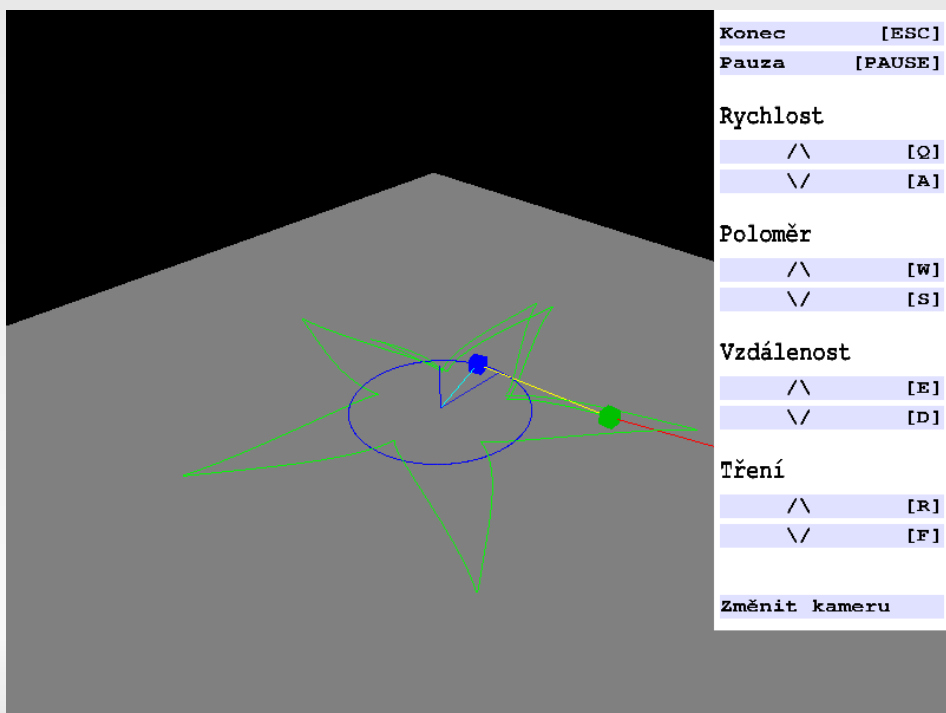 Konec [ESC]
Pauza [PAUSE]
Rychlost
/\ [Q]
\/ [A]
Poloměr
/\ [W]
\/ [S]
Vzdálenost
/\ [E]
\/ [D]
Tření
/\ [R]
\/ [F]
Změnit kameru